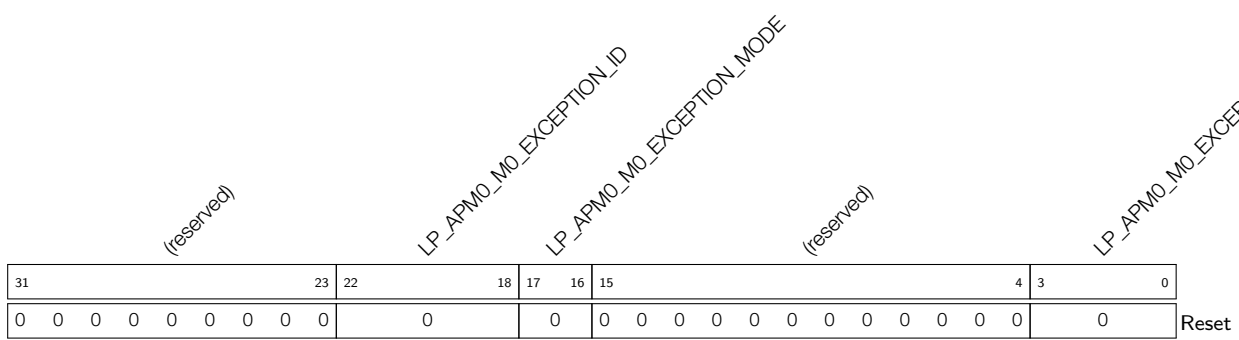 (reserved)
LP_APM0_M0_EXCEPTION_ID
LP_APM0_M0_EXCEPTION_MODE
(reserved)
LP_APM0_M0_EXCEP
31 23 22 18 17 16 15 4 3 0
0 0 0 0 0 0 0 0 0 0 0 0 0 0 0 0 0 0 0 0 0 0 0 0 Reset